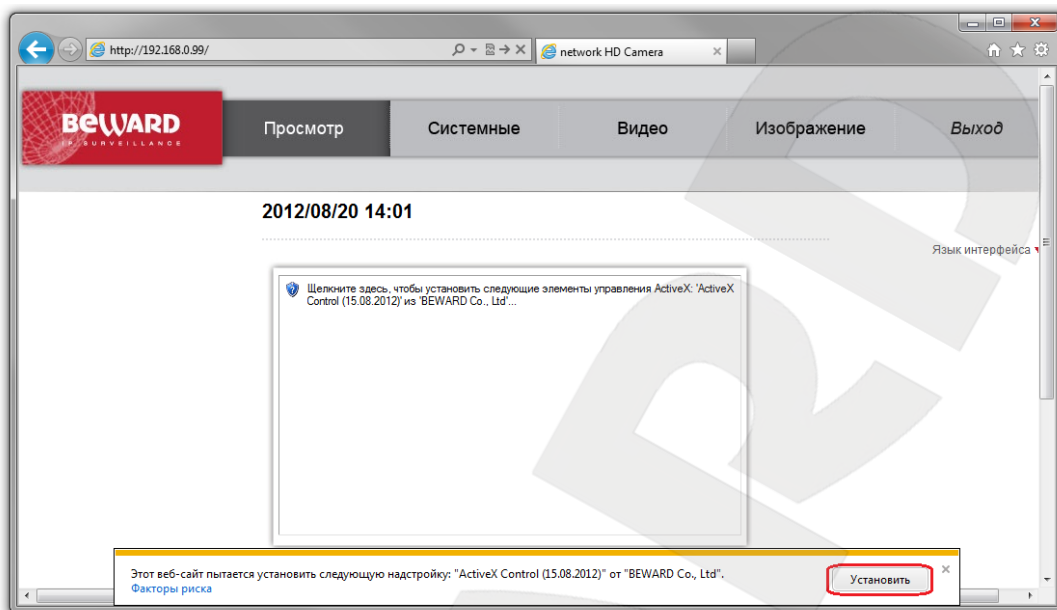 http://192.168.0.99/
network HD Camera
BEWARD
IP SURVEILLANCE
Просмотр
Системные
Видео
Изображение
Выход
2012/08/20 14:01
Язык интерфейса
Щелкните здесь, чтобы установить следующие элементы управления ActiveX: 'ActiveX
Control (15.08.2012)' из 'BEWARD Co., Ltd'...
Этот веб-сайт пытается установить следующую надстройку: "ActiveX Control (15.08.2012)" от "BEWARD Co., Ltd".
Факторы риска
Установить